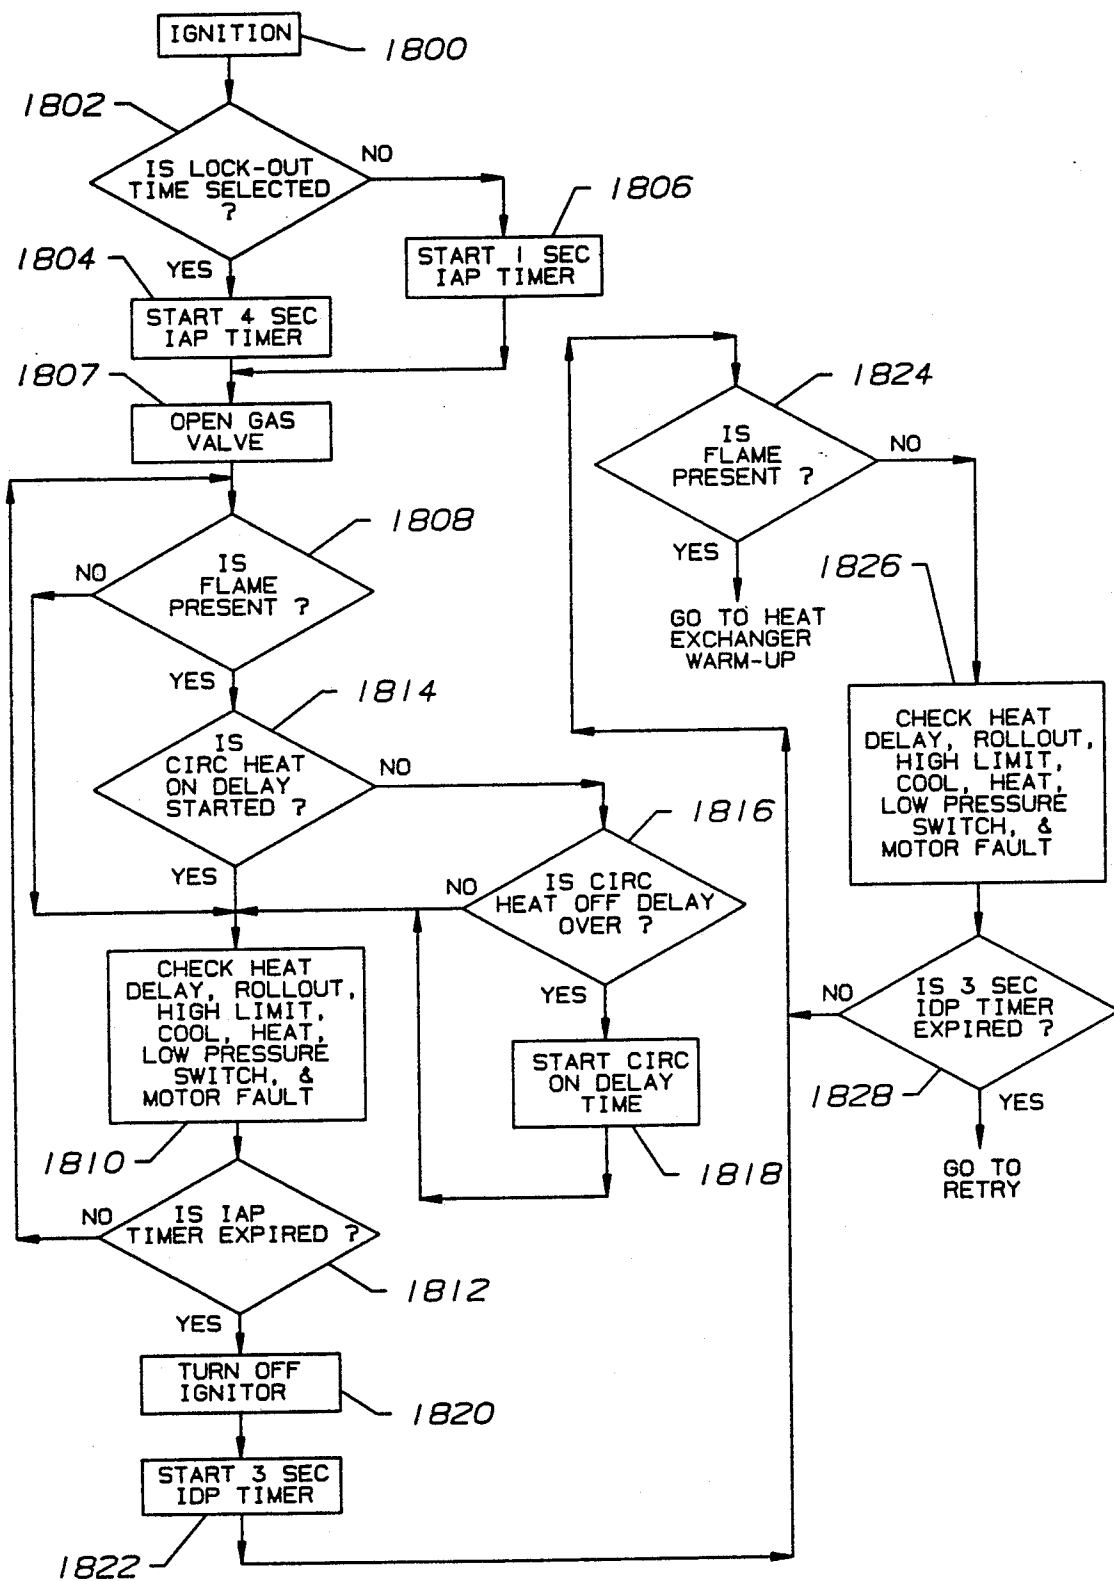 IGNITION
1800
1802
IS LOCK-OUT
TIME SELECTED
?
NO
YES
1806
START 1 SEC
IAP TIMER
1804
START 4 SEC
IAP TIMER
1807
OPEN GAS
VALVE
1808
IS
FLAME
PRESENT ?
NO
YES
1814
IS
CIRC HEAT
ON DELAY
STARTED ?
NO
YES
1816
IS CIRC
HEAT OFF DELAY
OVER ?
NO
YES
START CIRC
ON DELAY
TIME
1818
CHECK HEAT
DELAY, ROLLOUT,
HIGH LIMIT,
COOL, HEAT,
LOW PRESSURE
SWITCH, &
MOTOR FAULT
1810
IS IAP
TIMER EXPIRED ?
NO
1812
YES
TURN OFF
IGNITOR
1820
START 3 SEC
IDP TIMER
1822
1824
IS
FLAME
PRESENT ?
NO
YES
GO TO HEAT
EXCHANGER
WARM-UP
1826
CHECK HEAT
DELAY, ROLLOUT,
HIGH LIMIT,
COOL, HEAT,
LOW PRESSURE
SWITCH, &
MOTOR FAULT
IS 3 SEC
IDP TIMER
EXPIRED ?
NO
1828
YES
GO TO
RETRY